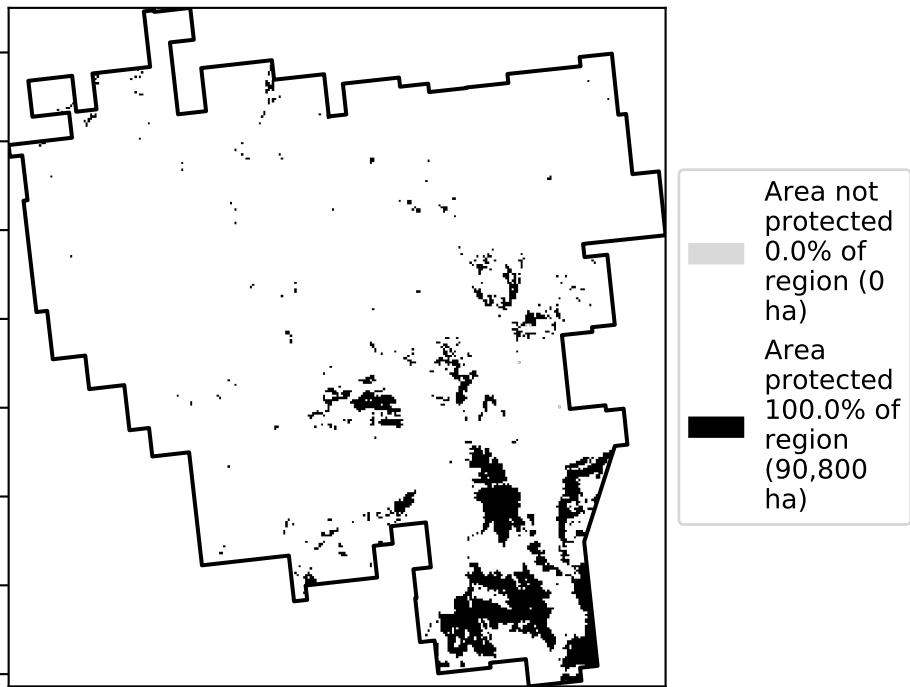 Area not
protected
0.0% of
region (0
ha)
Area
protected
100.0% of
region
(90,800
ha)